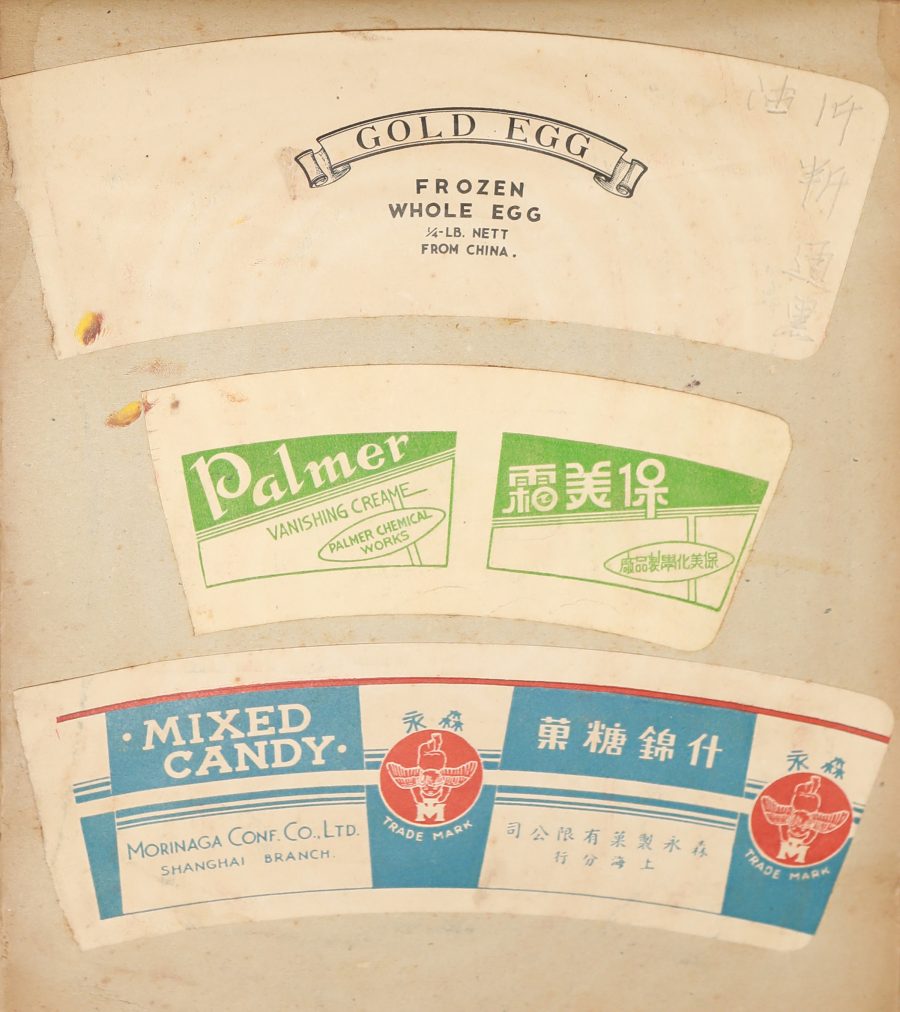 GOLD EGG
FROZEN
WHOLE EGG
¼-LB. NETT
FROM CHINA.
Palmer
VANISHING CREAME
PALMER CHEMICAL
WORKS
保美霜
保美化學製品廠
·MIXED
CANDY·
MORINAGA CONF. CO., LTD.
SHANGHAI BRANCH.
森永
M
TRADE MARK
什錦糖菓
森永製菓有限公司
上海分行
森永
M
TRADE MARK